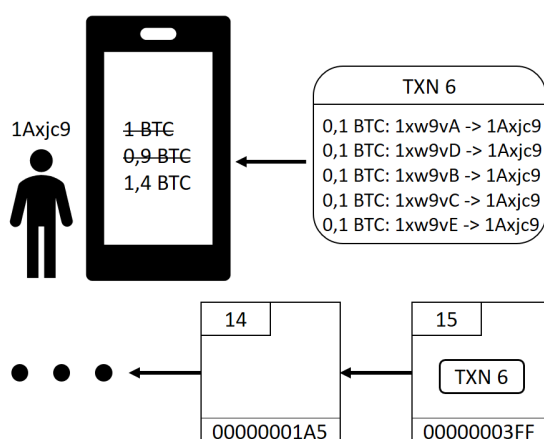 1Axjc9
1 BTC
0,9 BTC
1,4 BTC
TXN 6
0,1 BTC: 1xw9vA -> 1Axjc9
0,1 BTC: 1xw9vD -> 1Axjc9
0,1 BTC: 1xw9vB -> 1Axjc9
0,1 BTC: 1xw9vC -> 1Axjc9
0,1 BTC: 1xw9vE -> 1Axjc9
14
00000001A5
15
TXN 6
00000003FF